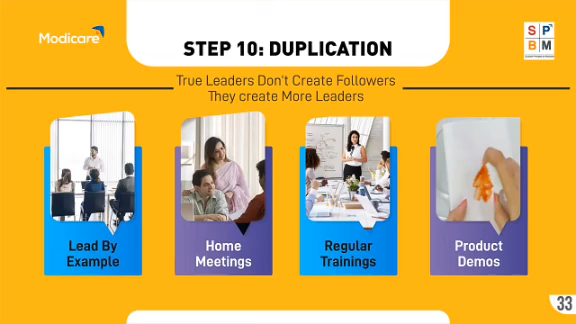 Modicare
STEP 10: DUPLICATION
S P
B M
True Leaders Don't Create Followers
They create More Leaders
Lead By
Example
Home
Meetings
Regular
Trainings
Product
Demos
33